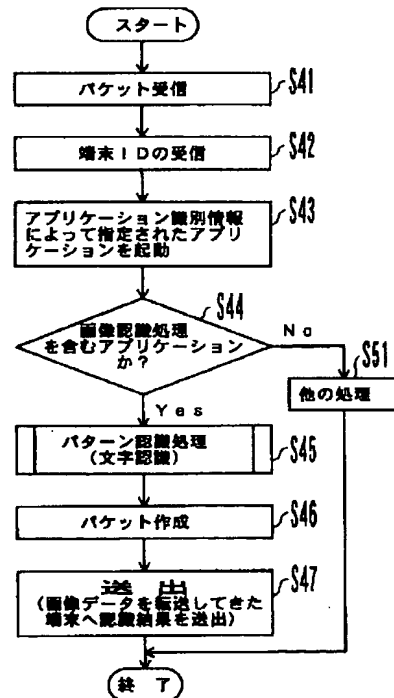 スタート
パケット受信
S41
端末IDの受信
S42
アプリケーション識別情報
によって指定されたアプリ
ケーションを起動
S43
画像認識処理
を含むアプリケーション
か?
S44
No
S51
他の処理
Yes
パターン認識処理
(文字認識)
S45
パケット作成
S46
送出
(画像データを転送してきた
端末へ認識結果を送出)
S47
終了